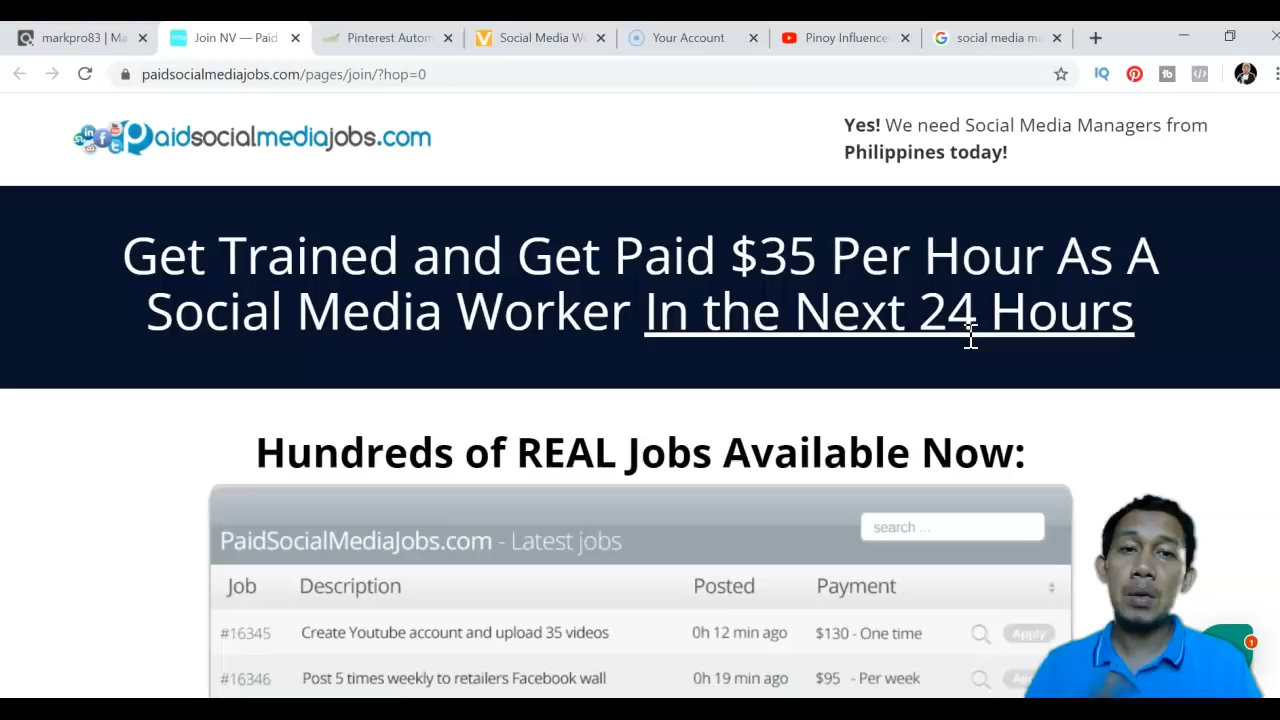 markpro83 | Ma
Join NV — Paid
Pinterest Autom
Social Media W
Your Account
Pinoy Influence
social media m
paidsocialmediajobs.com/pages/join/?hop=0
IQ
tb
Paidsocialmediajobs.com
Yes! We need Social Media Managers from
Philippines today!
Get Trained and Get Paid $35 Per Hour As A
Social Media Worker In the Next 24 Hours
Hundreds of REAL Jobs Available Now:
search ...
PaidSocialMediaJobs.com - Latest jobs
Job Description Posted Payment
#16345 Create Youtube account and upload 35 videos 0h 12 min ago $130 - One time Apply
#16346 Post 5 times weekly to retailers Facebook wall 0h 19 min ago $95 - Per week
1